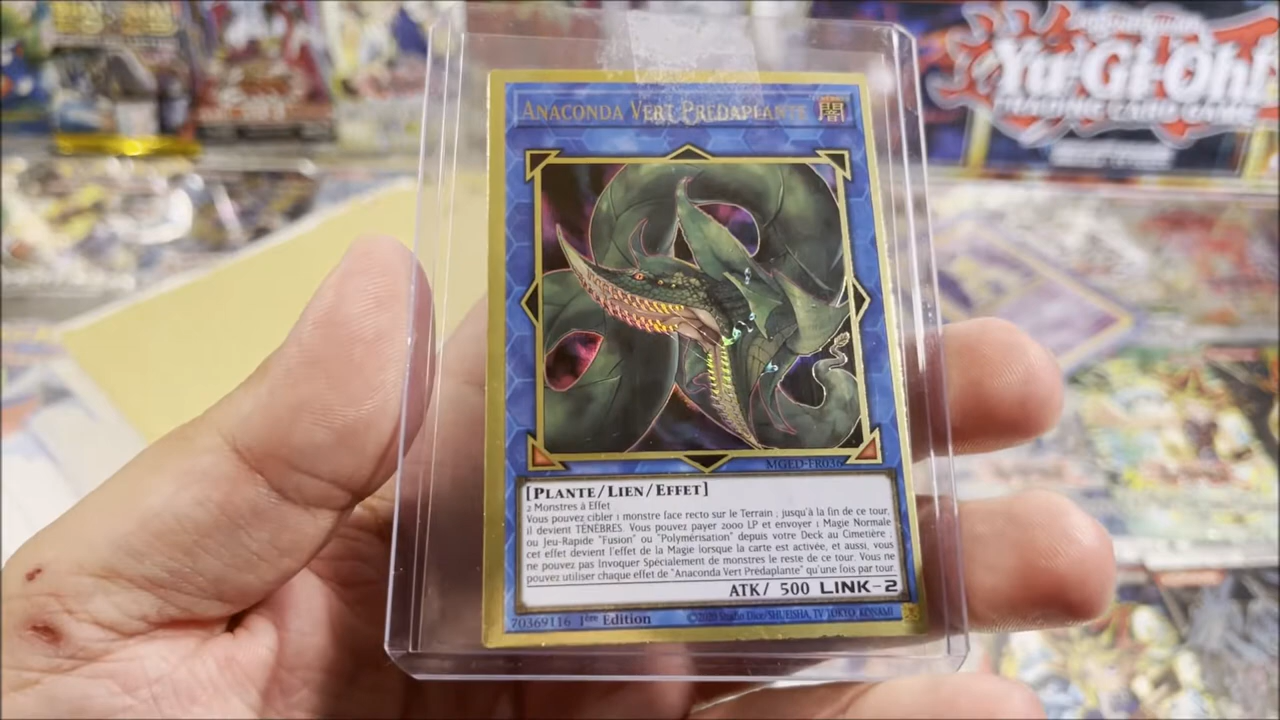 Yu-Gi-Oh!
TRADING CARD GAME
ANACONDA VERT PRÉDAPLANTE
闇
MGED-FR036
[PLANTE/LIEN/EFFET]
2 Monstres à Effet
Vous pouvez cibler 1 monstre face recto sur le Terrain ; jusqu'à la fin de ce tour,
il devient TÉNÈBRES. Vous pouvez payer 2000 LP et envoyer 1 Magie Normale
ou Jeu-Rapide "Fusion" ou "Polymérisation" depuis votre Deck au Cimetière ;
cet effet devient l'effet de la Magie lorsque la carte est activée, et aussi, vous
ne pouvez pas Invoquer Spécialement de monstres le reste de ce tour. Vous ne
pouvez utiliser chaque effet de "Anaconda Vert Prédaplante" qu'une fois par tour.
ATK/ 500 LINK-2
70369116 1ère Edition ©2020 Studio Dice/SHUEISHA, TV TOKYO, KONAMI